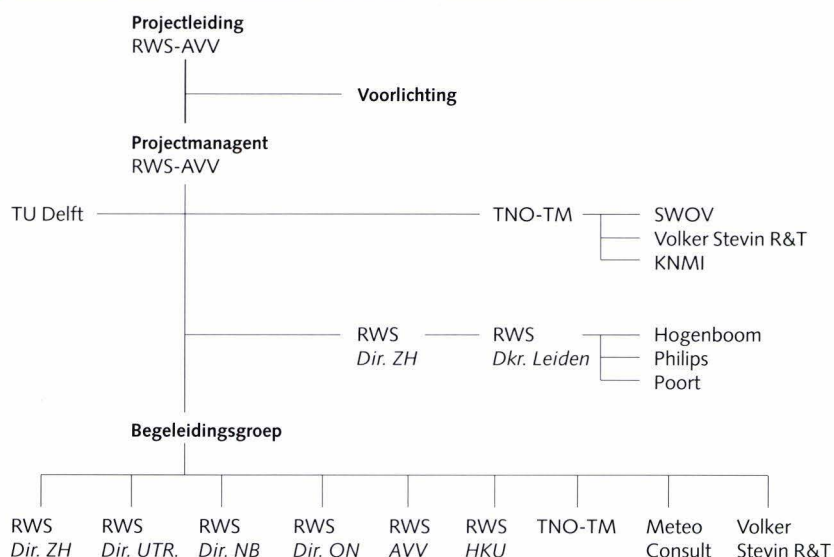 Projectleiding
RWS-AVV
Voorlichting
Projectmanagent
RWS-AVV
TU Delft
TNO-TM
SWOV
Volker Stevin R&T
KNMI
RWS
Dir. ZH
RWS
Dkr. Leiden
Hogenboom
Philips
Poort
Begeleidingsgroep
RWS
Dir. ZH
RWS
Dir. UTR.
RWS
Dir. NB
RWS
Dir. ON
RWS
AVV
RWS
HKU
TNO-TM
Meteo
Consult
Volker
Stevin R&T